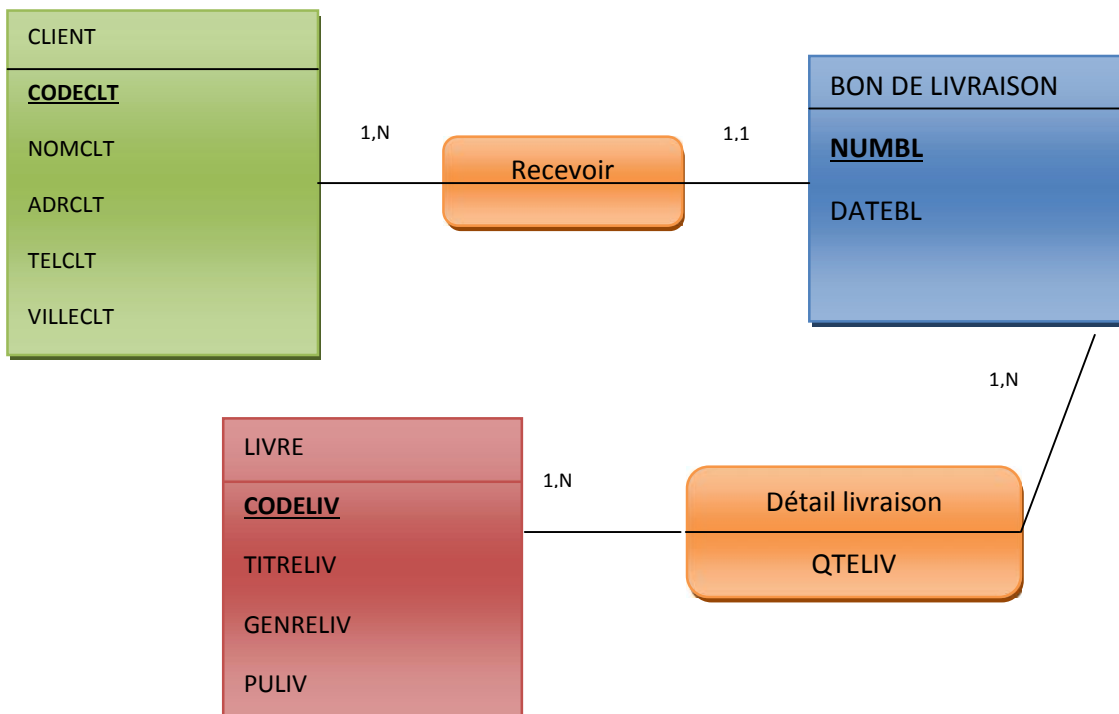 CLIENT
CODECLT
NOMCLT
ADRCLT
TELCLT
VILLECLT
1,N
Recevoir
1,1
BON DE LIVRAISON
NUMBL
DATEBL
1,N
LIVRE
CODELIV
TITRELIV
GENRELIV
PULIV
1,N
Détail livraison
QTELIV